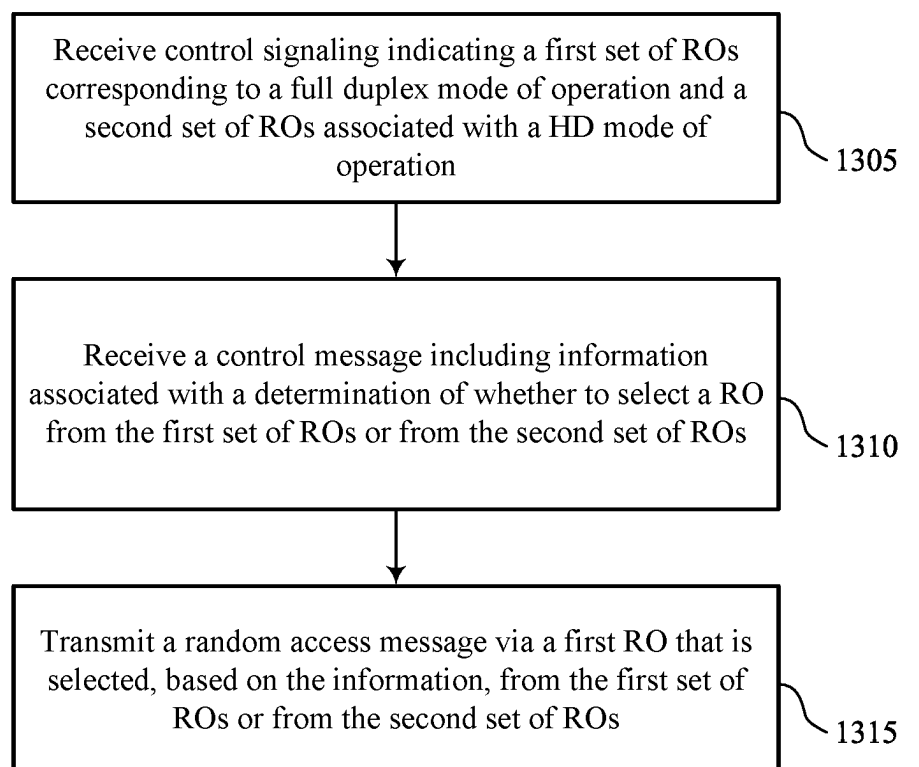 Receive control signaling indicating a first set of ROs
corresponding to a full duplex mode of operation and a
second set of ROs associated with a HD mode of
operation
1305
Receive a control message including information
associated with a determination of whether to select a RO
from the first set of ROs or from the second set of ROs
1310
Transmit a random access message via a first RO that is
selected, based on the information, from the first set of
ROs or from the second set of ROs
1315